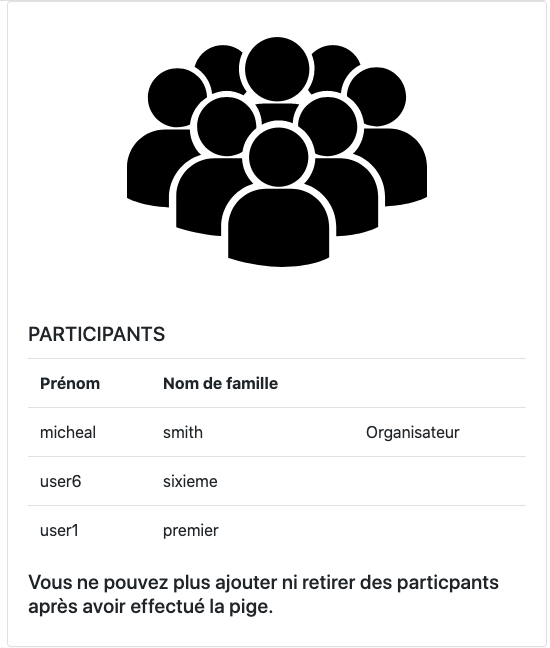 PARTICIPANTS
Prénom Nom de famille
micheal smith Organisateur
user6 sixieme
user1 premier
Vous ne pouvez plus ajouter ni retirer des particpants
après avoir effectué la pige.